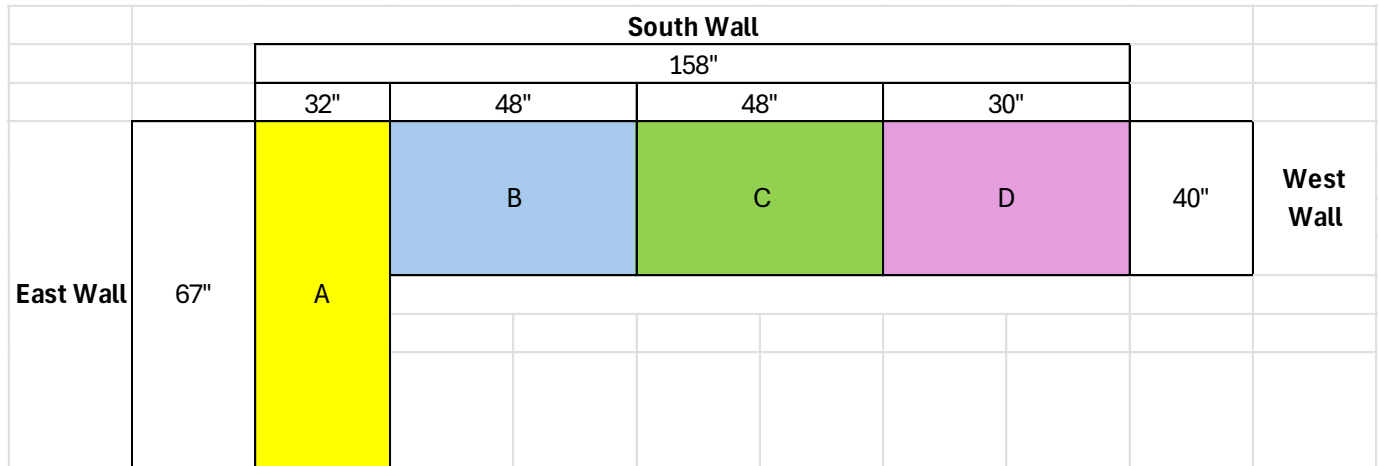 South Wall
158"
32" 48" 48" 30"
B C D 40" West
Wall
East Wall 67" A